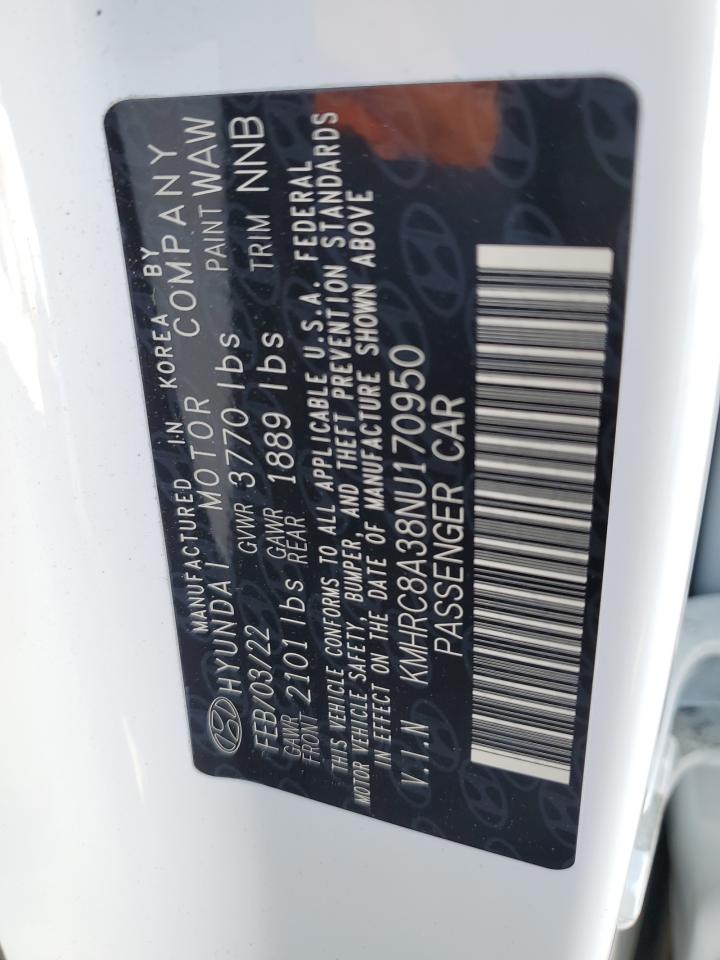 MANUFACTURED IN KOREA BY
HYUNDAI MOTOR COMPANY
FEB/03/22 GVWR 3770 lbs PAINT WAW
GAWR FRONT 2101 lbs GAWR REAR 1889 lbs TRIM NNB
THIS VEHICLE CONFORMS TO ALL APPLICABLE U.S.A. FEDERAL
MOTOR VEHICLE SAFETY, BUMPER, AND THEFT PREVENTION STANDARDS
IN EFFECT ON THE DATE OF MANUFACTURE SHOWN ABOVE
V.I.N KMHRC8A38NU170950
PASSENGER CAR